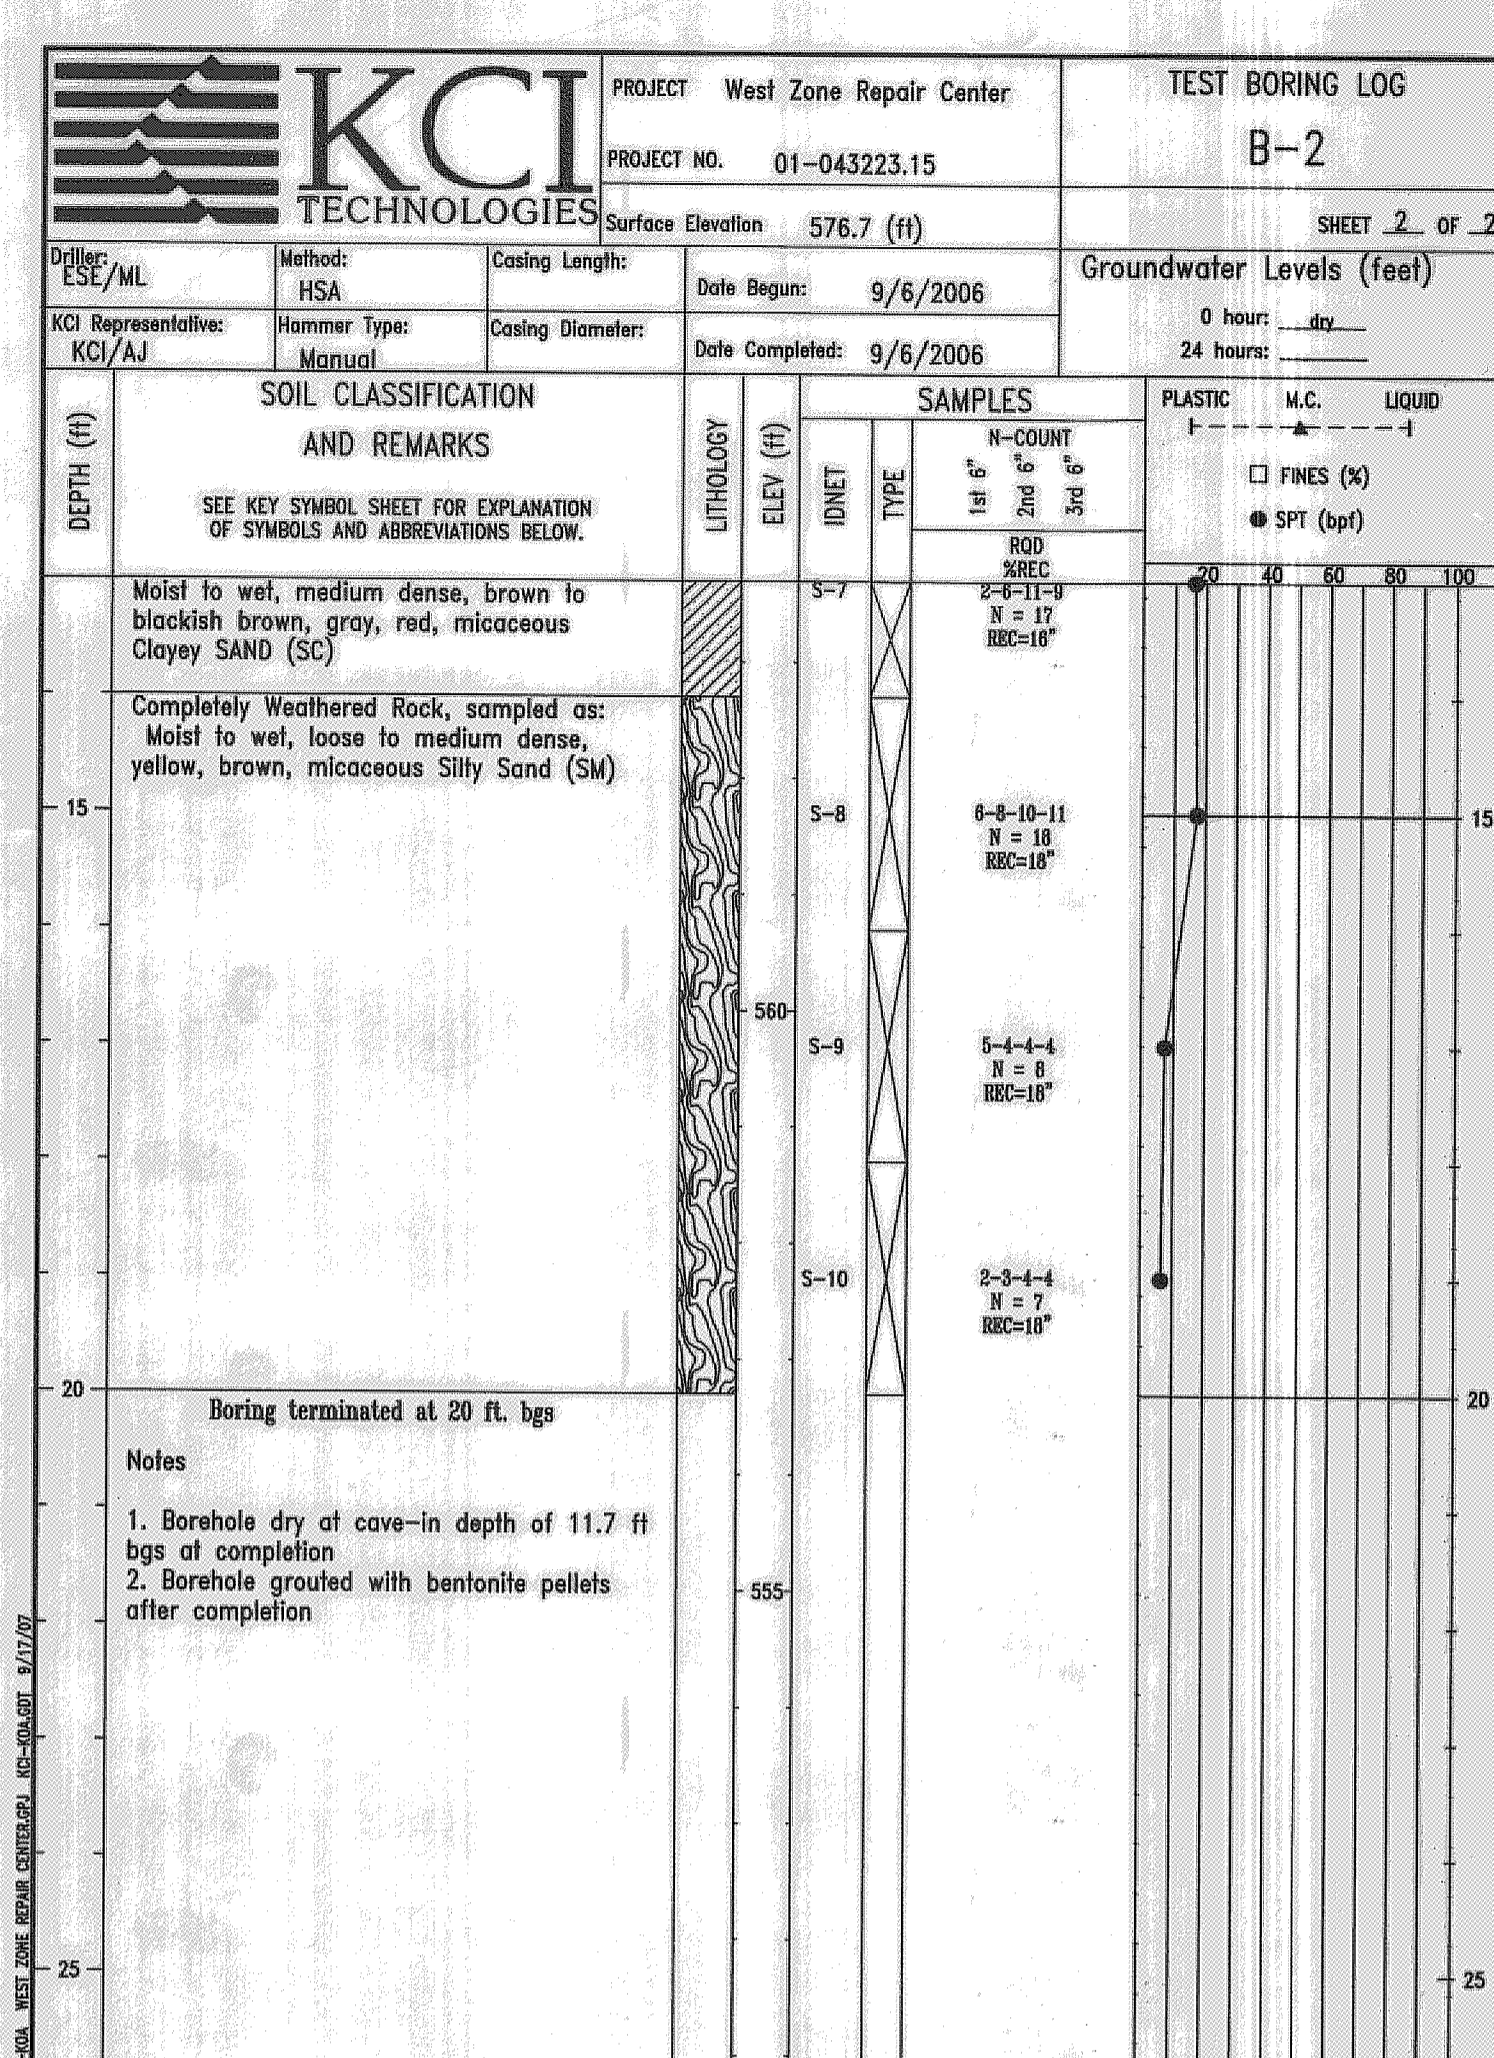 KCI
TECHNOLOGIES
PROJECT West Zone Repair Center
PROJECT NO. 01-043223.15
Surface Elevation 576.7 (ft)
TEST BORING LOG
B-2
SHEET 2 OF 2
Driller:
ESE/ML
Method:
HSA
Casing Length:
Date Begun: 9/6/2006
KCI Representative:
KCI/AJ
Hammer Type:
Manual
Casing Diameter:
Date Completed: 9/6/2006
Groundwater Levels (feet)
0 hour: dry
24 hours:
DEPTH (ft)
SOIL CLASSIFICATION
AND REMARKS
SEE KEY SYMBOL SHEET FOR EXPLANATION
OF SYMBOLS AND ABBREVIATIONS BELOW.
LITHOLOGY
ELEV (ft)
SAMPLES
IDNET
TYPE
N-COUNT
1st 6"
2nd 6"
3rd 6"
RQD
%REC
PLASTIC M.C. LIQUID
FINES (%)
SPT (bpf)
20 40 60 80 100
Moist to wet, medium dense, brown to
blackish brown, gray, red, micaceous
Clayey SAND (SC)
S-7
2-6-11-9
N = 17
REC=16"
Completely Weathered Rock, sampled as:
Moist to wet, loose to medium dense,
yellow, brown, micaceous Silty Sand (SM)
15
S-8
6-8-10-11
N = 18
REC=18"
15
560
S-9
5-4-4-4
N = 8
REC=18"
S-10
2-3-4-4
N = 7
REC=18"
20
20
Boring terminated at 20 ft. bgs
Notes
1. Borehole dry at cave-in depth of 11.7 ft
bgs at completion
2. Borehole grouted with bentonite pellets
after completion
555
25
25
-KOA WEST ZONE REPAIR CENTER.GPJ KCI-KOA.GDT 9/17/07